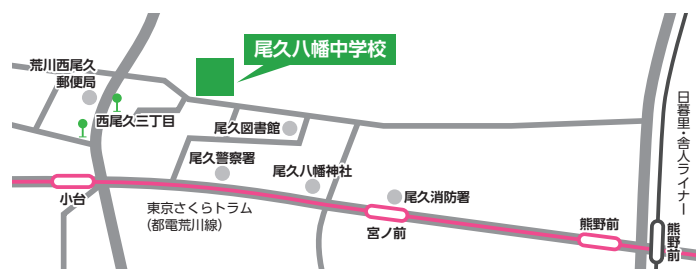 尾久八幡中学校
荒川西尾久
郵便局
西尾久三丁目
尾久図書館
尾久警察署
尾久八幡神社
尾久消防署
小台
東京さくらトラム
(都電荒川線)
宮ノ前
熊野前
日暮里・舎人ライナー
熊野前